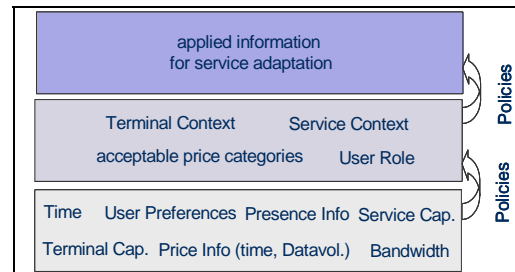 applied information
for service adaptation
Terminal Context Service Context
acceptable price categories User Role
Time User Preferences Presence Info Service Cap.
Terminal Cap. Price Info (time, Datavol.) Bandwidth
Policies
Policies